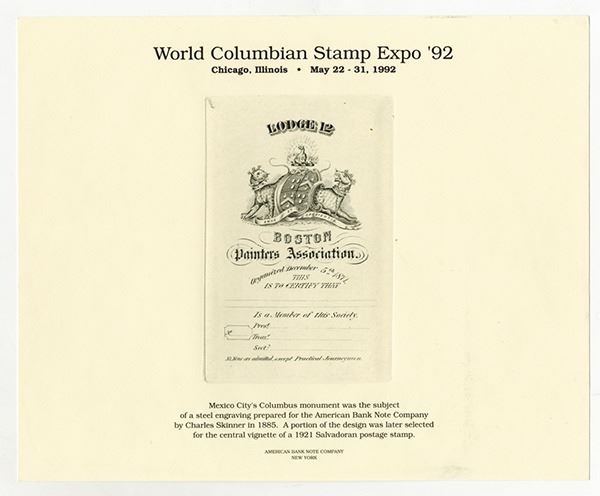 World Columbian Stamp Expo '92
Chicago, Illinois • May 22 - 31, 1992
LODGE 12
BOSTON
Painters Association.
Organized December 5th 1871.
THIS
IS TO CERTIFY THAT
Is a Member of this Society.
Prest
Treas.
Sect.
No Nons as admitted, except Practical Journeymen.
Mexico City's Columbus monument was the subject
of a steel engraving prepared for the American Bank Note Company
by Charles Skinner in 1885. A portion of the design was later selected
for the central vignette of a 1921 Salvadoran postage stamp.
AMERICAN BANK NOTE COMPANY
NEW YORK